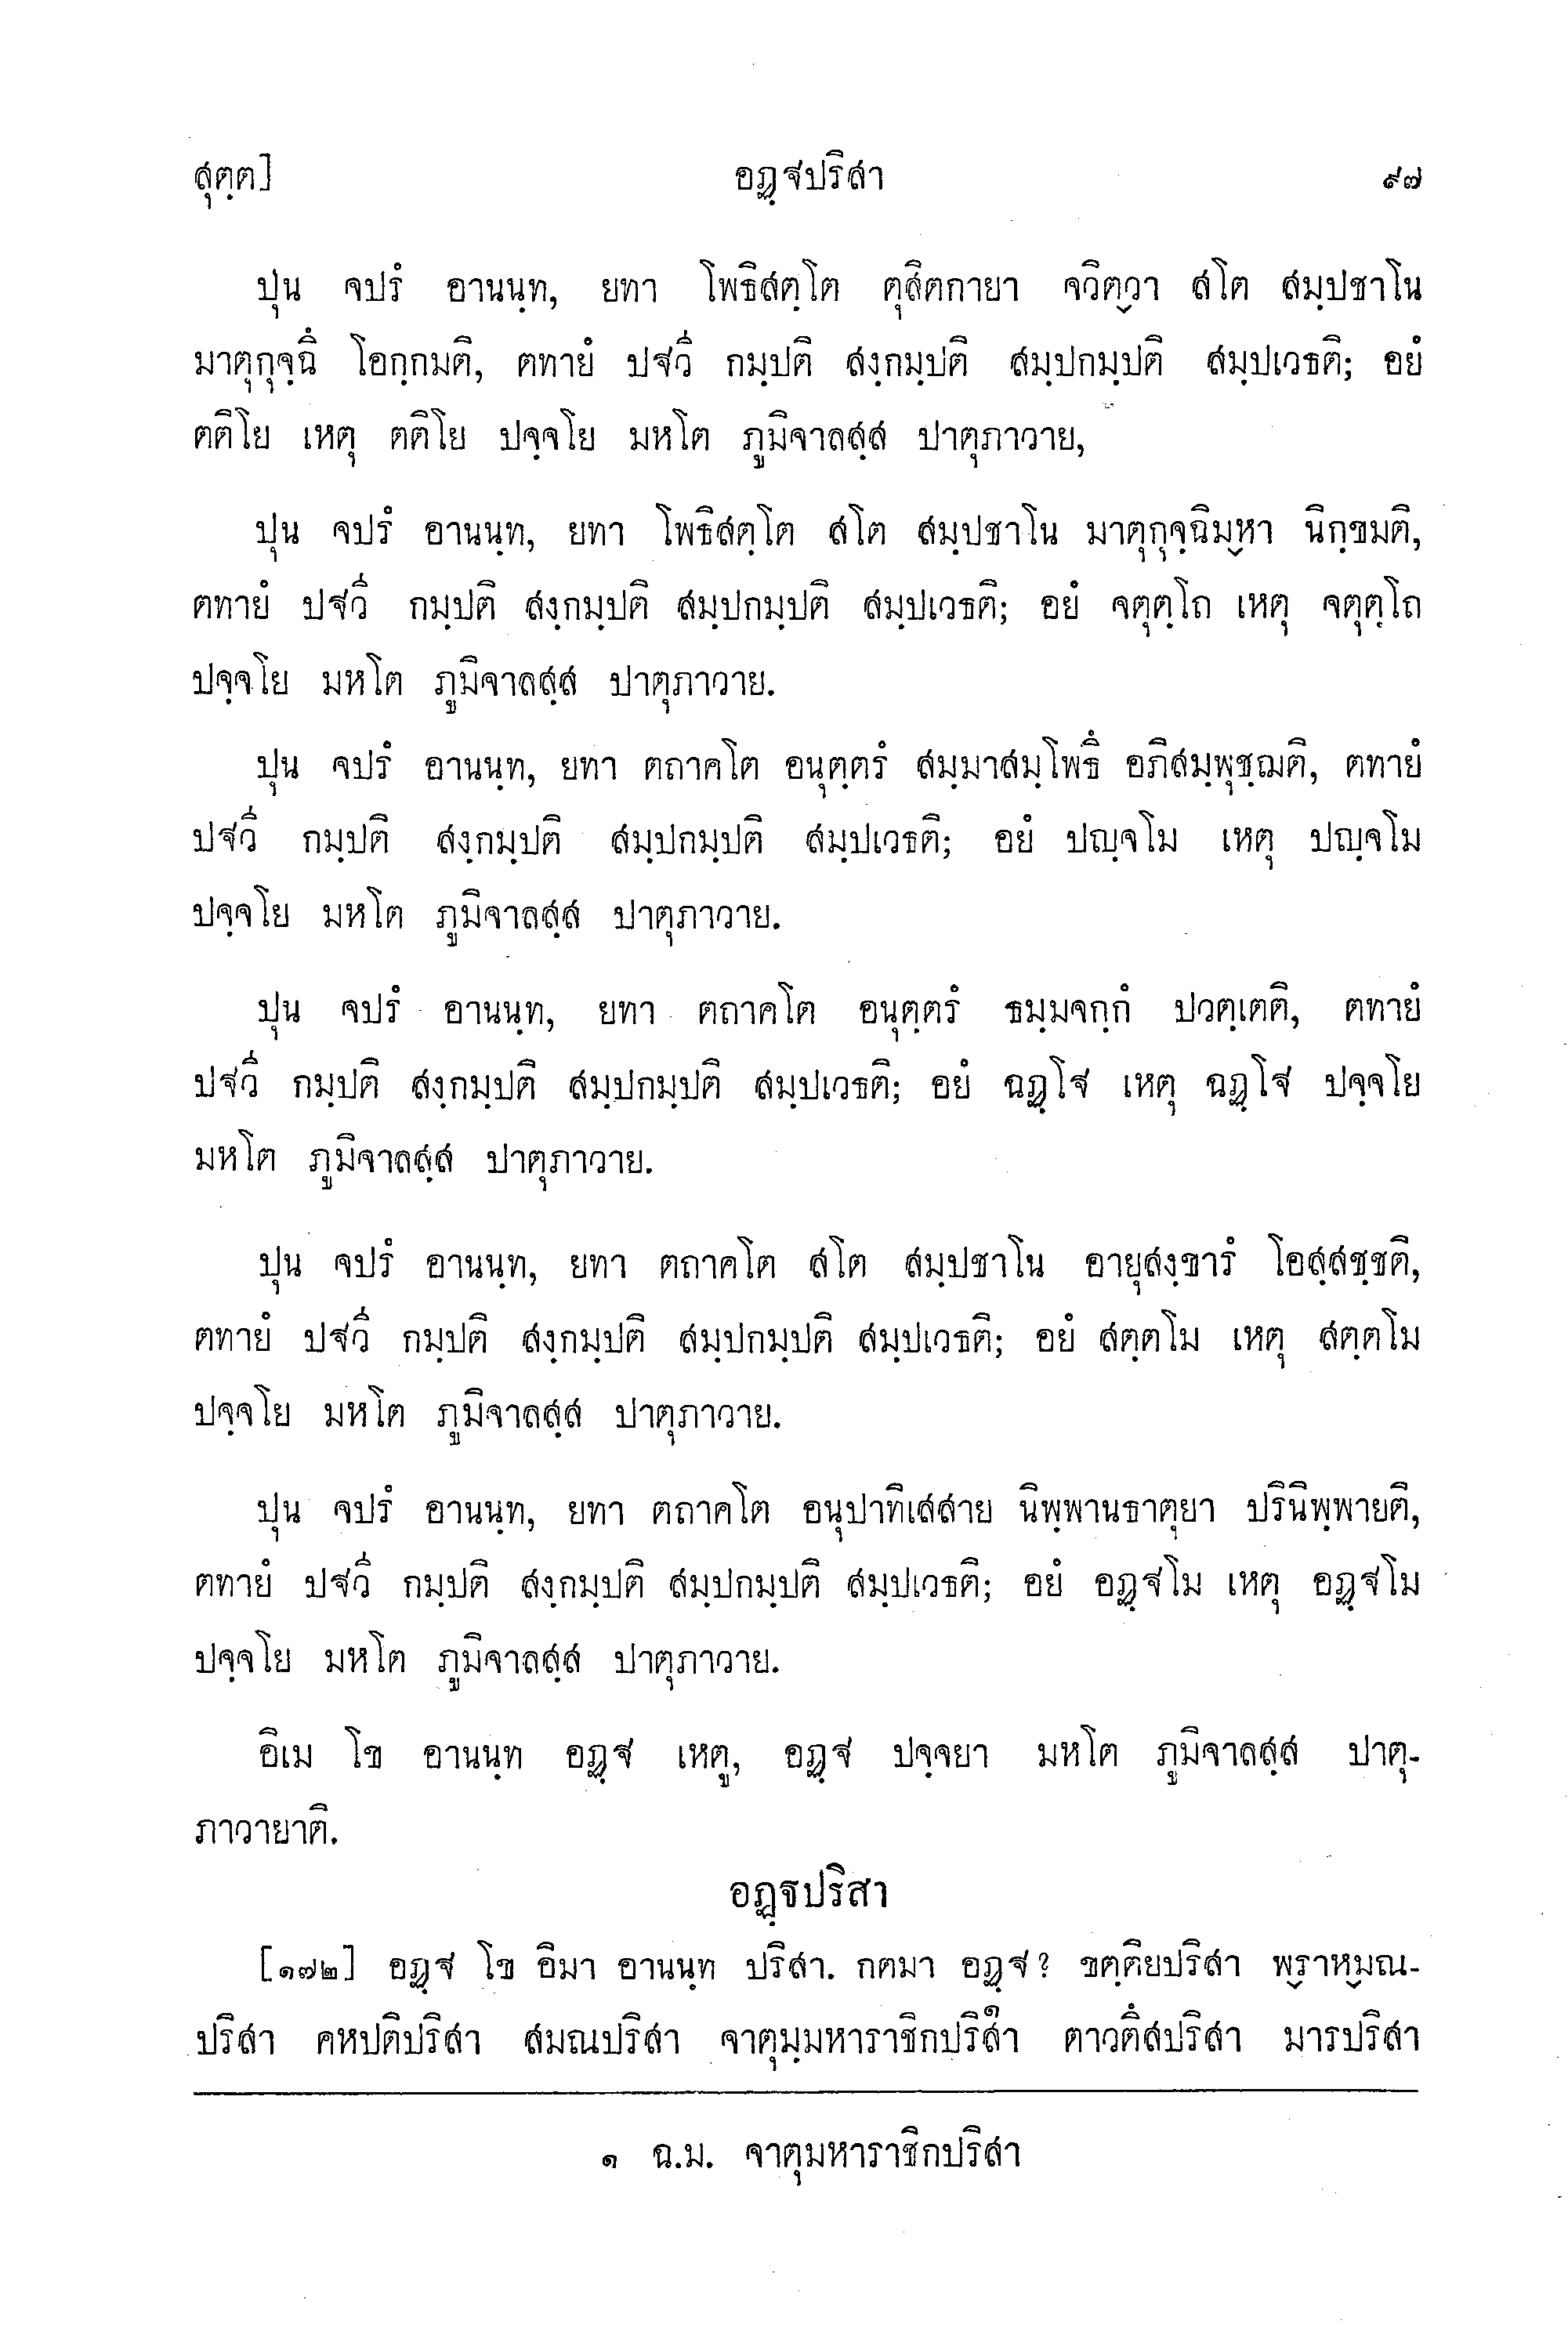 สุตฺต]	อฏฺฐปริสา	๙๗
ปุน จปรํ อานนฺท, ยทา โพธิสตฺโต ตุสิตกายา จวิตฺวา สโต สมฺปชาโน
มาตุกุจฺฉึ โอกฺกมติ, ตทายํ ปฐวี กมฺปติ สงฺกมฺปติ สมฺปกมฺปติ สมฺปเวธติ; อยํ
ตติโย เหตุ ตติโย ปจฺจโย มหโต ภูมิจาลสฺส ปาตุภาวาย,
ปุน จปรํ อานนฺท, ยทา โพธิสตฺโต สโต สมฺปชาโน มาตุกุจฺฉิมฺหา นิกฺขมติ,
ตทายํ ปฐวี กมฺปติ สงฺกมฺปติ สมฺปกมฺปติ สมฺปเวธติ; อยํ จตุตฺโถ เหตุ จตุตฺโถ
ปจฺจโย มหโต ภูมิจาลสฺส ปาตุภาวาย.
ปุน จปรํ อานนฺท, ยทา ตถาคโต อนุตฺตรํ สมฺมาสมฺโพธึ อภิสมฺพุชฺฌติ, ตทายํ
ปฐวี กมฺปติ สงฺกมฺปติ สมฺปกมฺปติ สมฺปเวธติ; อยํ ปญฺจโม เหตุ ปญฺจโม
ปจฺจโย มหโต ภูมิจาลสฺส ปาตุภาวาย.
ปุน จปรํ อานนฺท, ยทา ตถาคโต อนุตฺตรํ ธมฺมจกฺกํ ปวตฺเตติ, ตทายํ
ปฐวี กมฺปติ สงฺกมฺปติ สมฺปกมฺปติ สมฺปเวธติ; อยํ ฉฏฺโฐ เหตุ ฉฏฺโฐ ปจฺจโย
มหโต ภูมิจาลสฺส ปาตุภาวาย.
ปุน จปรํ อานนฺท, ยทา ตถาคโต สโต สมฺปชาโน อายุสงฺขารํ โอสฺสชฺชติ,
ตทายํ ปฐวี กมฺปติ สงฺกมฺปติ สมฺปกมฺปติ สมฺปเวธติ; อยํ สตฺตโม เหตุ สตฺตโม
ปจฺจโย มหโต ภูมิจาลสฺส ปาตุภาวาย.
ปุน จปรํ อานนฺท, ยทา ตถาคโต อนุปาทิเสสาย นิพฺพานธาตุยา ปรินิพฺพายติ,
ตทายํ ปฐวี กมฺปติ สงฺกมฺปติ สมฺปกมฺปติ สมฺปเวธติ; อยํ อฏฺฐโม เหตุ อฏฺฐโม
ปจฺจโย มหโต ภูมิจาลสฺส ปาตุภาวาย.
อิเม โข อานนฺท อฏฺฐ เหตู, อฏฺฐ ปจฺจยา มหโต ภูมิจาลสฺส ปาตุ-
ภาวายาติ.
อฏฺฐปริสา
[๑๗๒] อฏฺฐ โข อิมา อานนฺท ปริสา. กตมา อฏฺฐ? ขตฺติยปริสา พฺราหฺมณ-
ปริสา คหปติปริสา สมณปริสา จาตุมฺมหาราชิกปริสา๑ ตาวตึสปริสา มารปริสา
๑ ฉ.ม. จาตุมหาราชิกปริสา